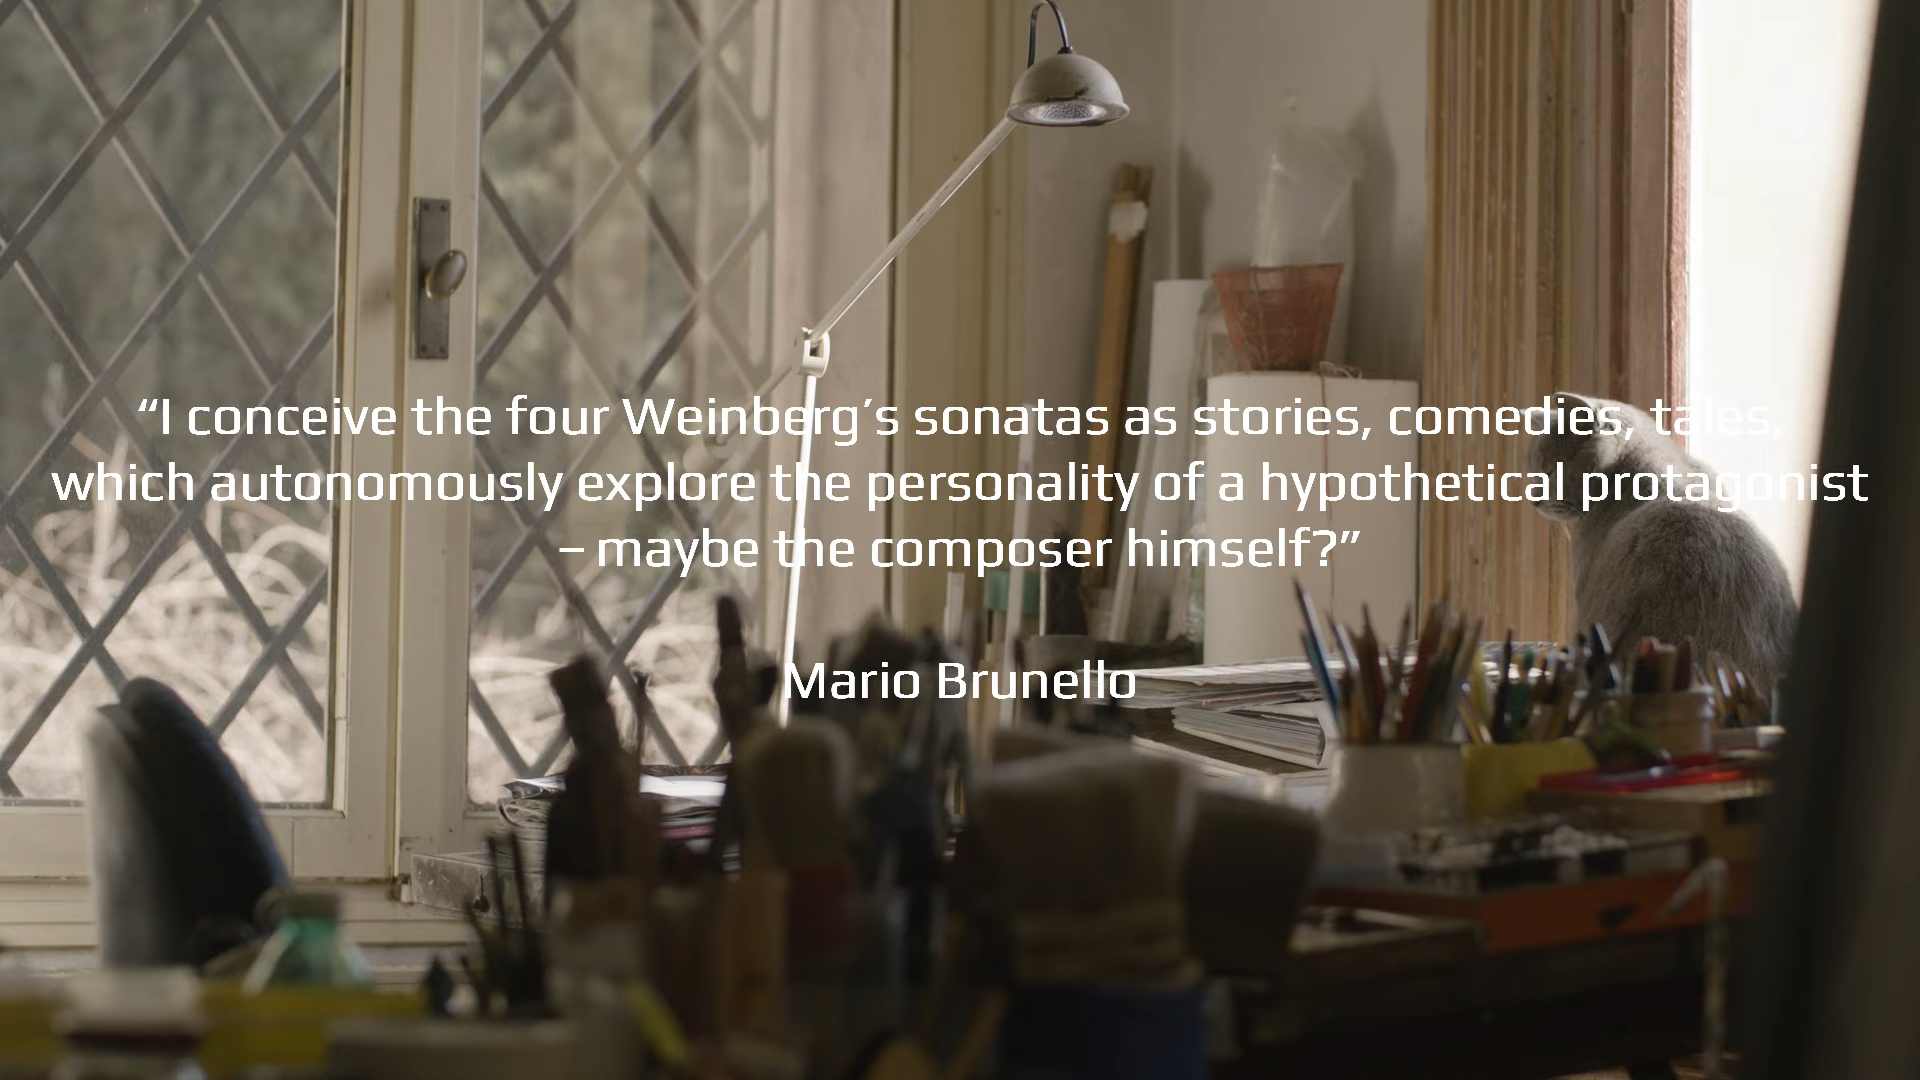 “I conceive the four Weinberg’s sonatas as stories, comedies, tales,
which autonomously explore the personality of a hypothetical protagonist
– maybe the composer himself?”
Mario Brunello